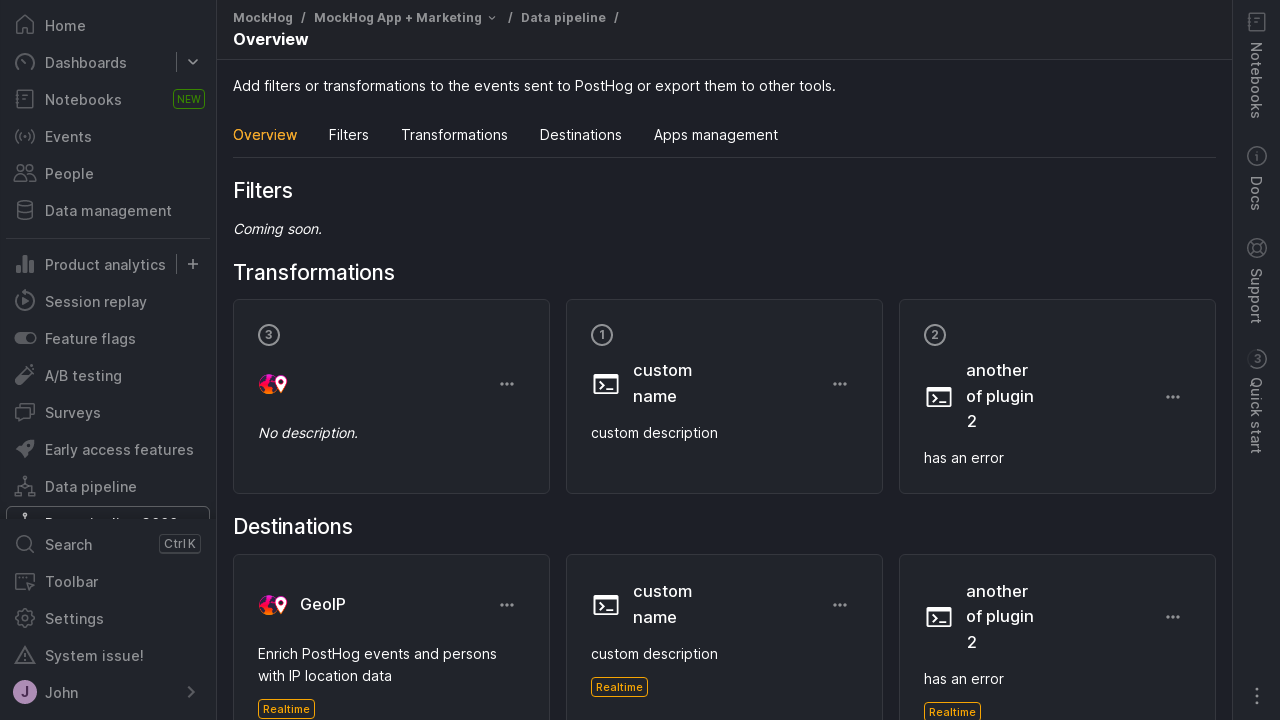 Home
Dashboards
Notebooks NEW
Events
People
Data management
Product analytics
Session replay
Feature flags
A/B testing
Surveys
Early access features
Data pipeline
Search Ctrl K
Toolbar
Settings
System issue!
J John
MockHog / MockHog App + Marketing / Data pipeline /
Overview
Add filters or transformations to the events sent to PostHog or export them to other tools.
Overview Filters Transformations Destinations Apps management
Filters
Coming soon.
Transformations
3
No description.
1
custom
name
custom description
2
another
of plugin
2
has an error
Destinations
GeoIP
Enrich PostHog events and persons
with IP location data
Realtime
custom
name
custom description
Realtime
another
of plugin
2
has an error
Realtime
Notebooks
Docs
Support
3 Quick start